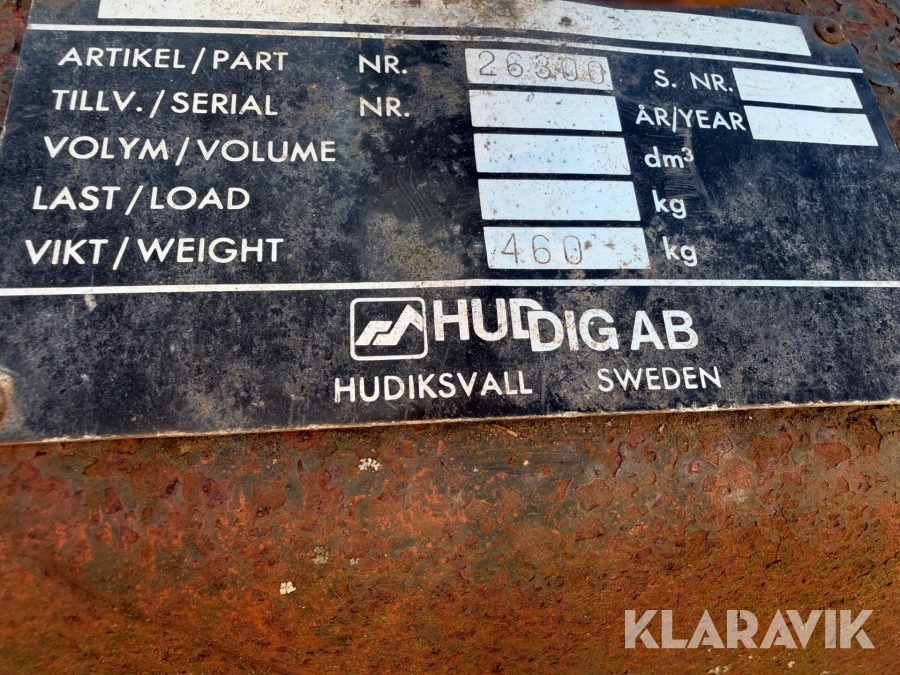 ARTIKEL/PART NR. 26300 S. NR.
TILLV./SERIAL NR. ÅR/YEAR
VOLYM/VOLUME dm³
LAST/LOAD kg
VIKT/WEIGHT 460 kg
HUDDIG AB
HUDIKSVALL SWEDEN
KLARAVIK